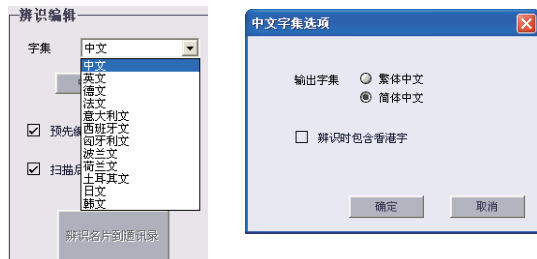 辨识编辑
字集 中文
中文
英文
德文
法文
意大利文
西班牙文
匈牙利文
波兰文
荷兰文
土耳其文
日文
韩文
预先编
扫描后
辨识名片到通讯录
中文字集选项
输出字集 繁体中文
简体中文
辨识时包含香港字
确定 取消